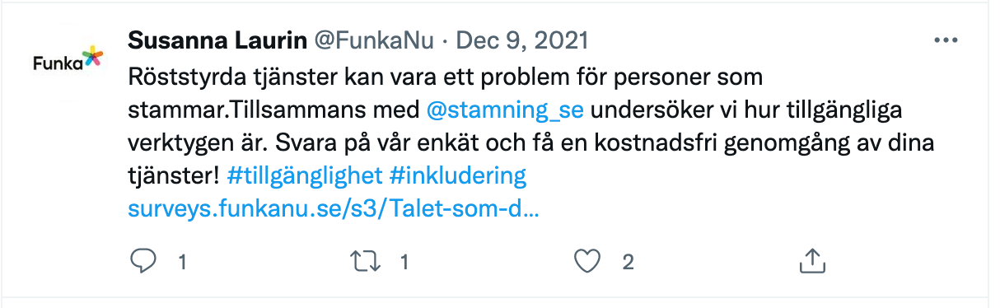 Funka
Susanna Laurin @FunkaNu · Dec 9, 2021
Röststyrda tjänster kan vara ett problem för personer som
stammar.Tillsammans med @stamning_se undersöker vi hur tillgängliga
verktygen är. Svara på vår enkät och få en kostnadsfri genomgång av dina
tjänster! #tillgänglighet #inkludering
surveys.funkanu.se/s3/Talet-som-d...
1 1 2